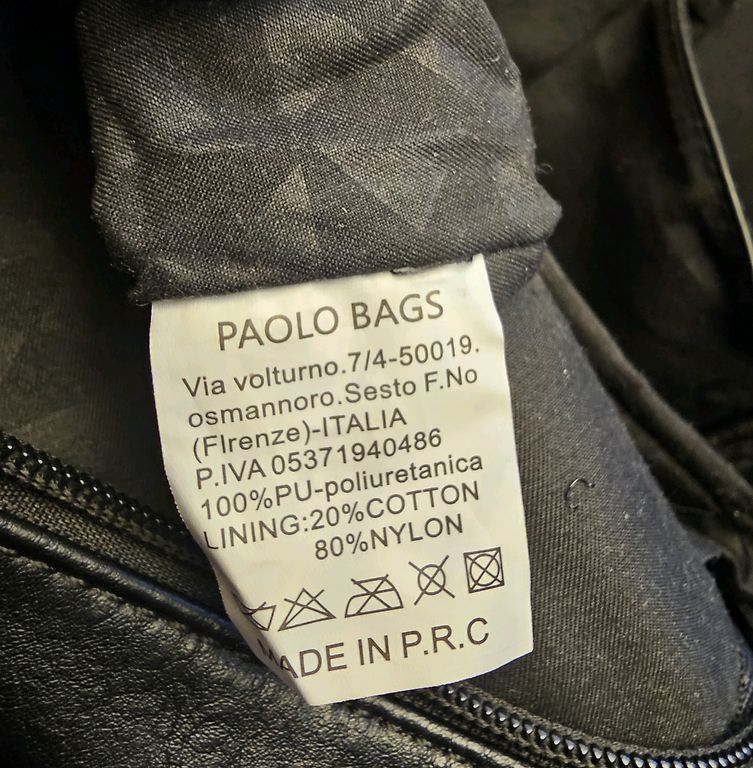 PAOLO BAGS
Via volturno.7/4-50019.
osmannoro.Sesto F.No
(FIrenze)-ITALIA
P.IVA 05371940486
100%PU-poliuretanica
LINING:20%COTTON
80%NYLON
MADE IN P.R.C